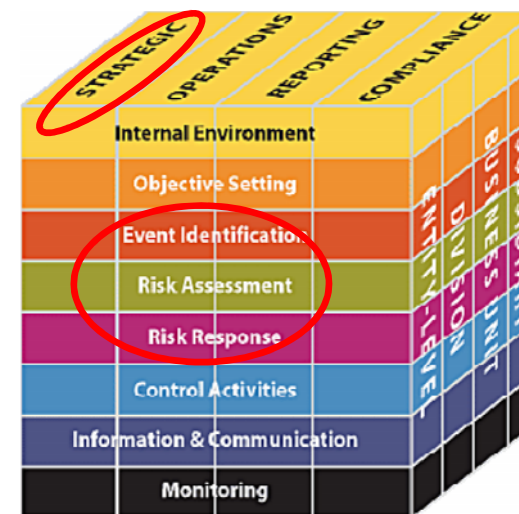 STRATEGIC
OPERATIONS
REPORTING
COMPLIANCE
Internal Environment
Objective Setting
Event Identification
Risk Assessment
Risk Response
Control Activities
Information & Communication
Monitoring
ENTITY-LEVEL
DIVISION
BUSINESS UNIT